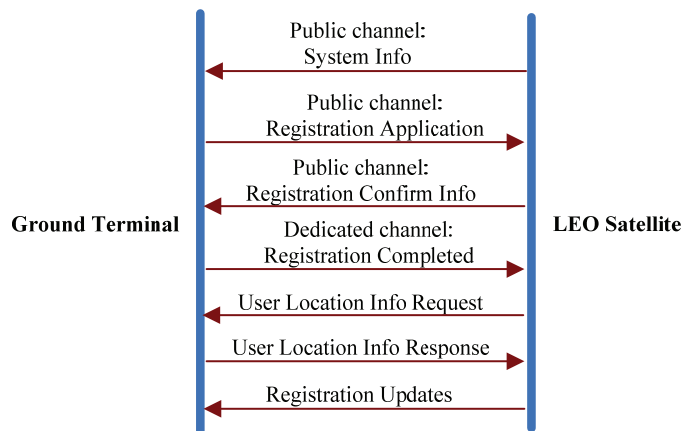 Public channel:
System Info
Public channel:
Registration Application
Public channel:
Registration Confirm Info
Ground Terminal
LEO Satellite
Dedicated channel:
Registration Completed
User Location Info Request
User Location Info Response
Registration Updates